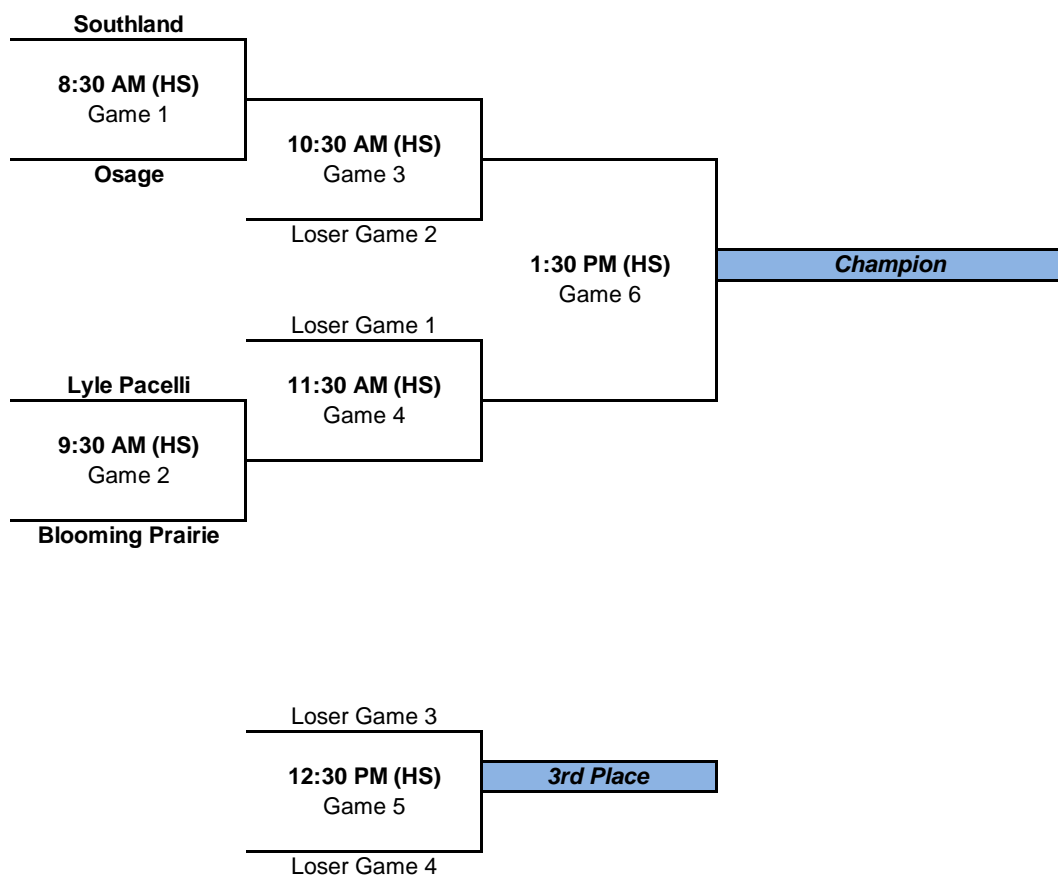 Southland
8:30 AM (HS)
Game 1
Osage
10:30 AM (HS)
Game 3
Loser Game 2
1:30 PM (HS)
Game 6
Champion
Loser Game 1
11:30 AM (HS)
Game 4
Lyle Pacelli
9:30 AM (HS)
Game 2
Blooming Prairie
Loser Game 3
12:30 PM (HS)
Game 5
3rd Place
Loser Game 4